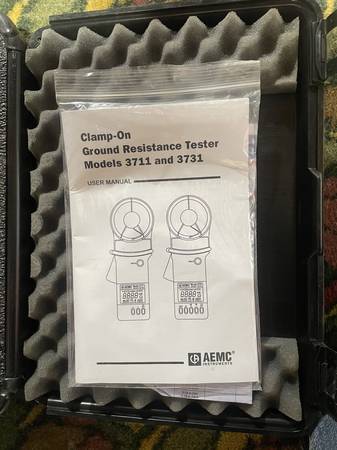 Clamp-On
Ground Resistance Tester
Models 3711 and 3731
USER MANUAL
AEMC®
INSTRUMENTS